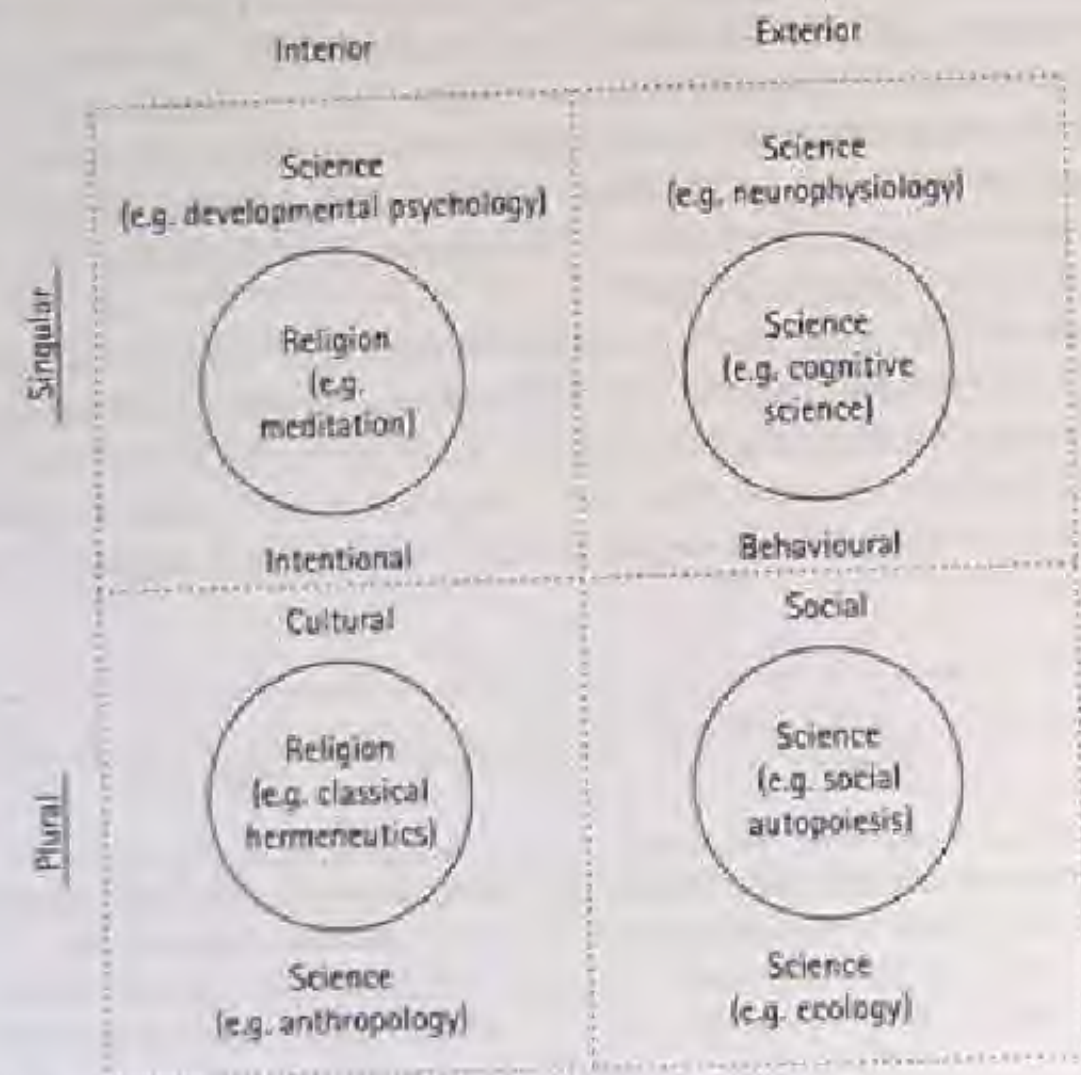 Interior
Exterior
Singular
Science
(e.g. developmental psychology)
Religion
(e.g.
meditation)
Intentional
Science
(e.g. neurophysiology)
Science
(e.g. cognitive
science)
Behavioural
Plural
Cultural
Religion
(e.g. classical
hermeneutics)
Science
(e.g. anthropology)
Social
Science
(e.g. social
autopoiesis)
Science
(e.g. ecology)